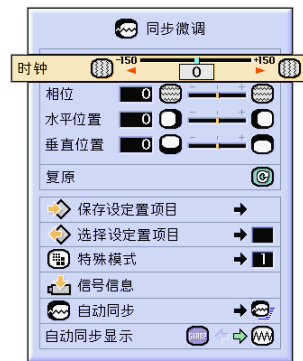 同步微调
时钟 -150 0 +150
相位 0 - +
水平位置 0 - +
垂直位置 0 - +
复原
保存设定置项目
选择设定置项目
特殊模式 1
信号信息
自动同步
自动同步显示 SHARP